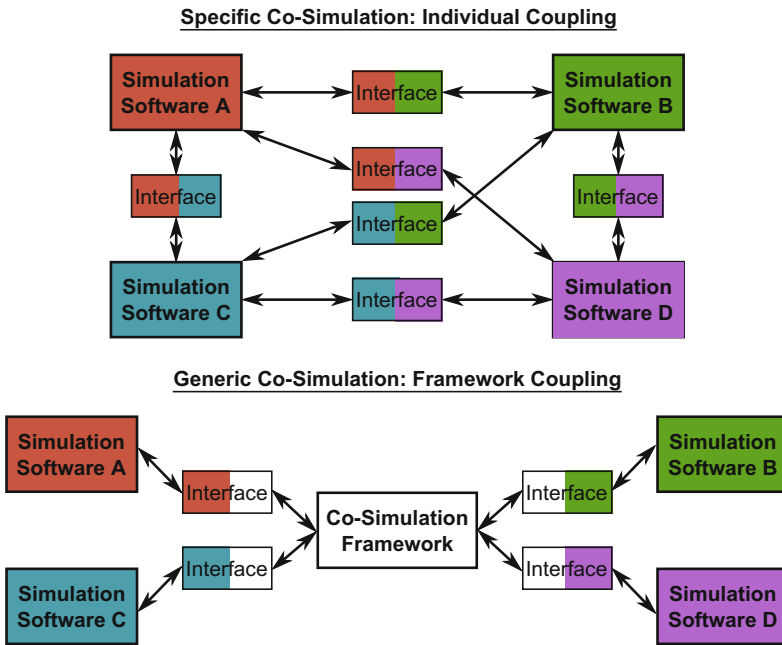 Specific Co-Simulation: Individual Coupling
Simulation
Software A
Interface
Simulation
Software B
Interface
Interface
Interface
Interface
Simulation
Software C
Interface
Simulation
Software D
Generic Co-Simulation: Framework Coupling
Simulation
Software A
Simulation
Software B
Interface
Interface
Co-Simulation
Framework
Interface
Interface
Simulation
Software C
Simulation
Software D